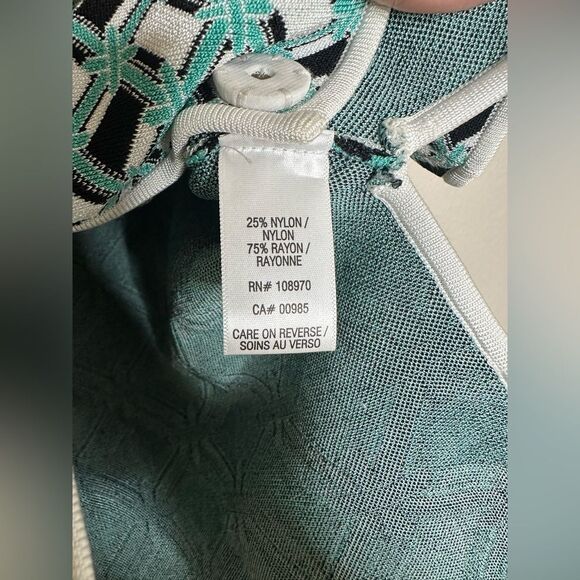 25% NYLON /
NYLON
75% RAYON /
RAYONNE
RN# 108970
CA# 00985
CARE ON REVERSE /
SOINS AU VERSO